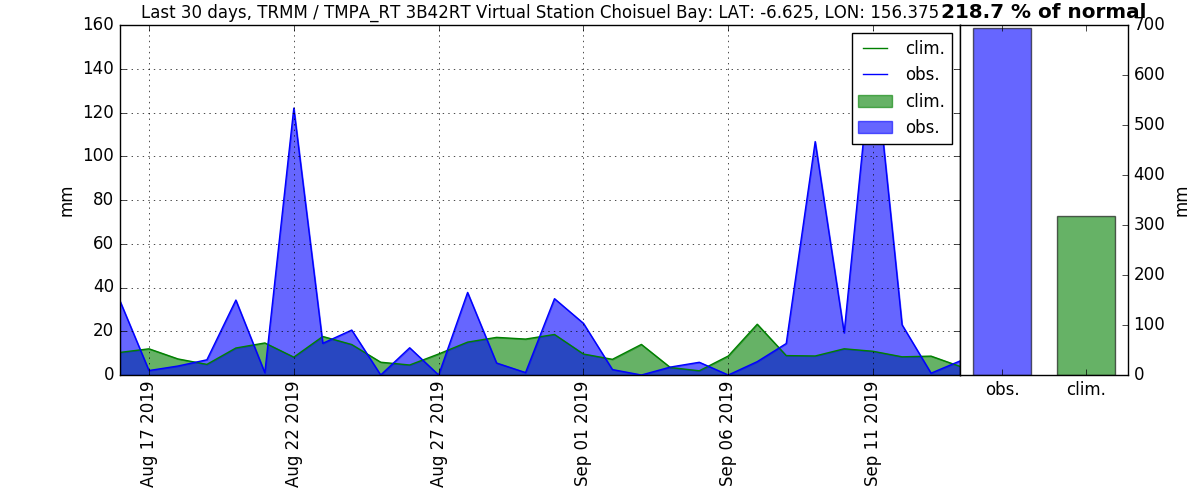 Last 30 days, TRMM / TMPA_RT 3B42RT Virtual Station Choisuel Bay: LAT: -6.625, LON: 156.375
218.7 % of normal
160
140
120
100
80
60
40
20
0
mm
clim.
obs.
clim.
obs.
Aug 17 2019
Aug 22 2019
Aug 27 2019
Sep 01 2019
Sep 06 2019
Sep 11 2019
700
600
500
400
300
200
100
0
mm
obs.
clim.